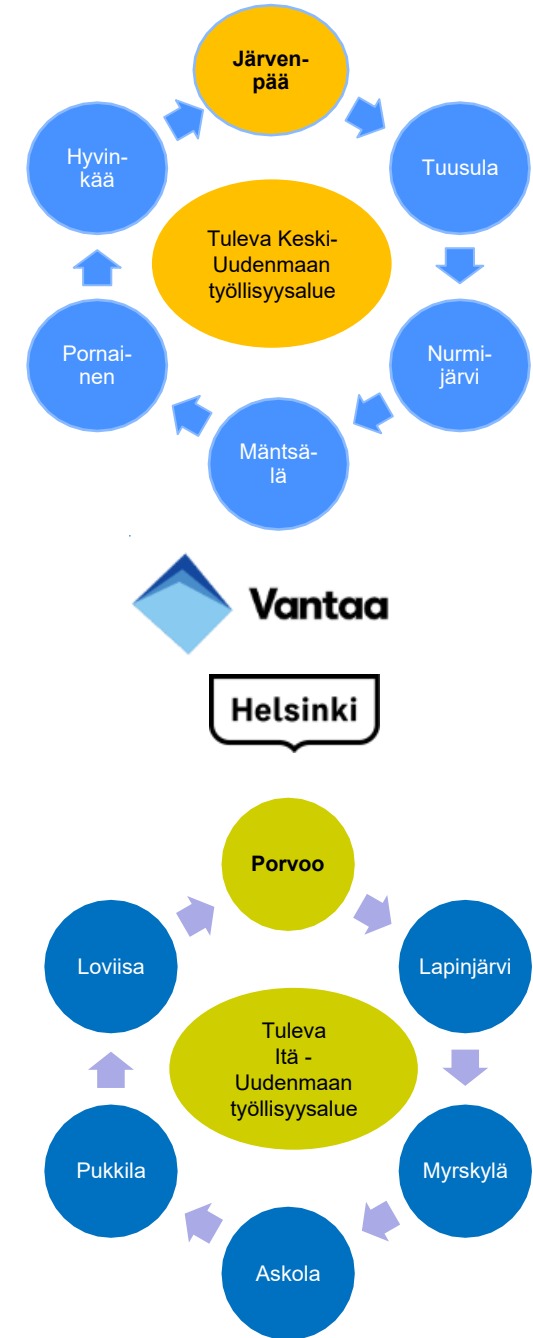 Järven-
pää
Hyvin-
kää
Tuusula
Tuleva Keski-
Uudenmaan
työllisyysalue
Pornai-
nen
Nurmi-
järvi
Mäntsä-
lä
Vantaa
Helsinki
Porvoo
Loviisa
Lapinjärvi
Tuleva
Itä -
Uudenmaan
työllisyysalue
Pukkila
Myrskylä
Askola